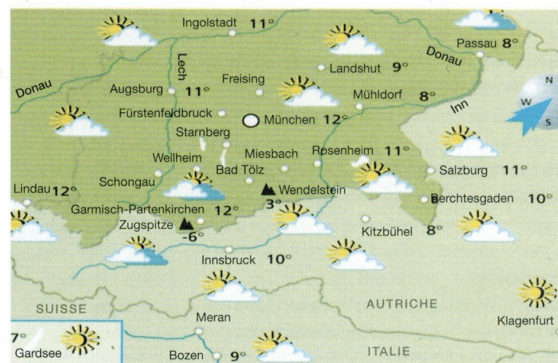 Ingolstadt 11°
Passau 8°
Donau
Landshut 9°
Lech
Freising
Donau
Augsburg 11°
Mühldorf 8°
Inn
N
W
S
Fürstenfeldbruck
München 12°
Starnberg
Weilheim
Miesbach
Rosenheim 11°
Schongau
Bad Tölz
Salzburg 11°
Lindau 12°
Wendelstein
3°
Berchtesgaden 10°
Garmisch-Partenkirchen 12°
Zugspitze
-6°
Kitzbühel 8°
Innsbruck 10°
SUISSE
AUTRICHE
Meran
Klagenfurt
7°
Gardsee
Bozen 9°
ITALIE